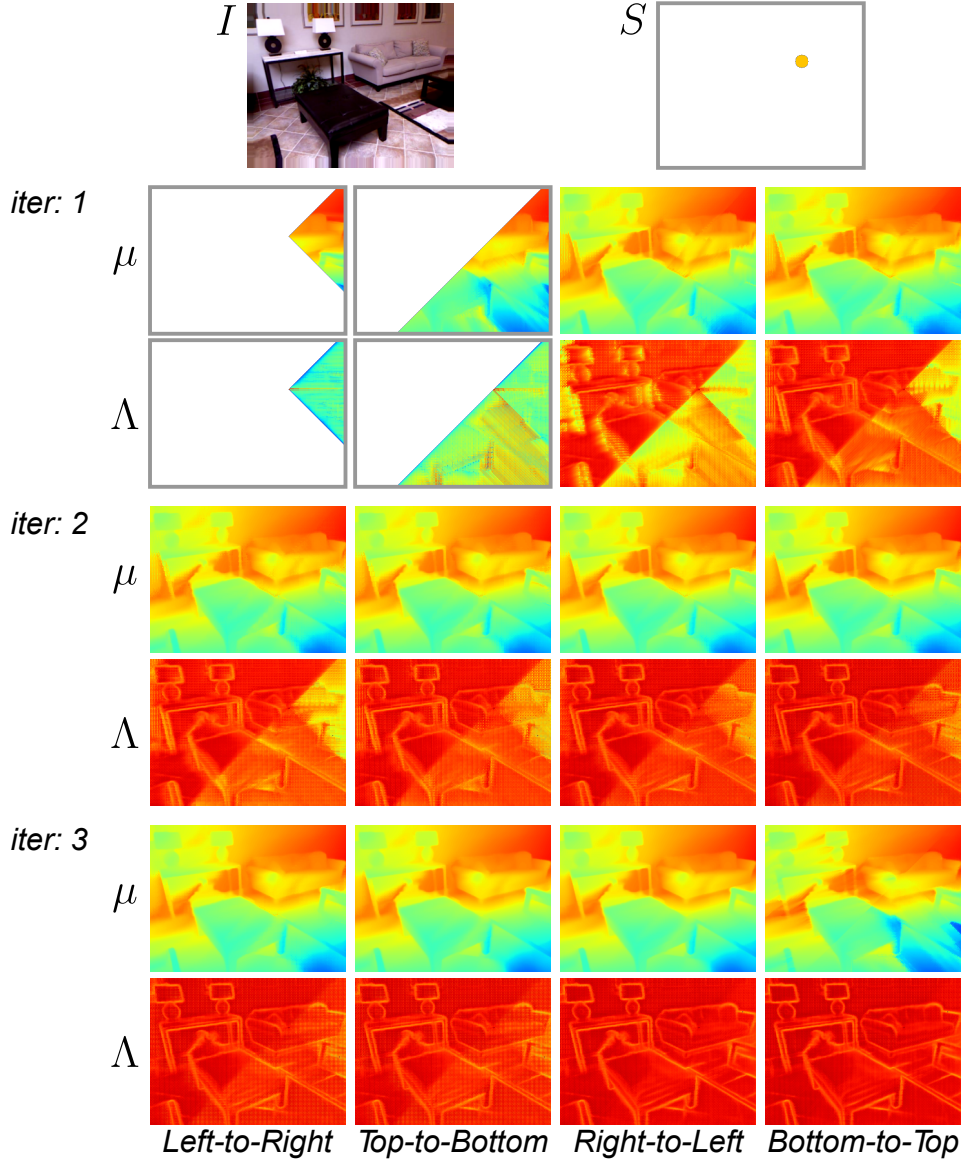 I S
iter: 1
μ
Λ
iter: 2
μ
Λ
iter: 3
μ
Λ
Left-to-Right Top-to-Bottom Right-to-Left Bottom-to-Top